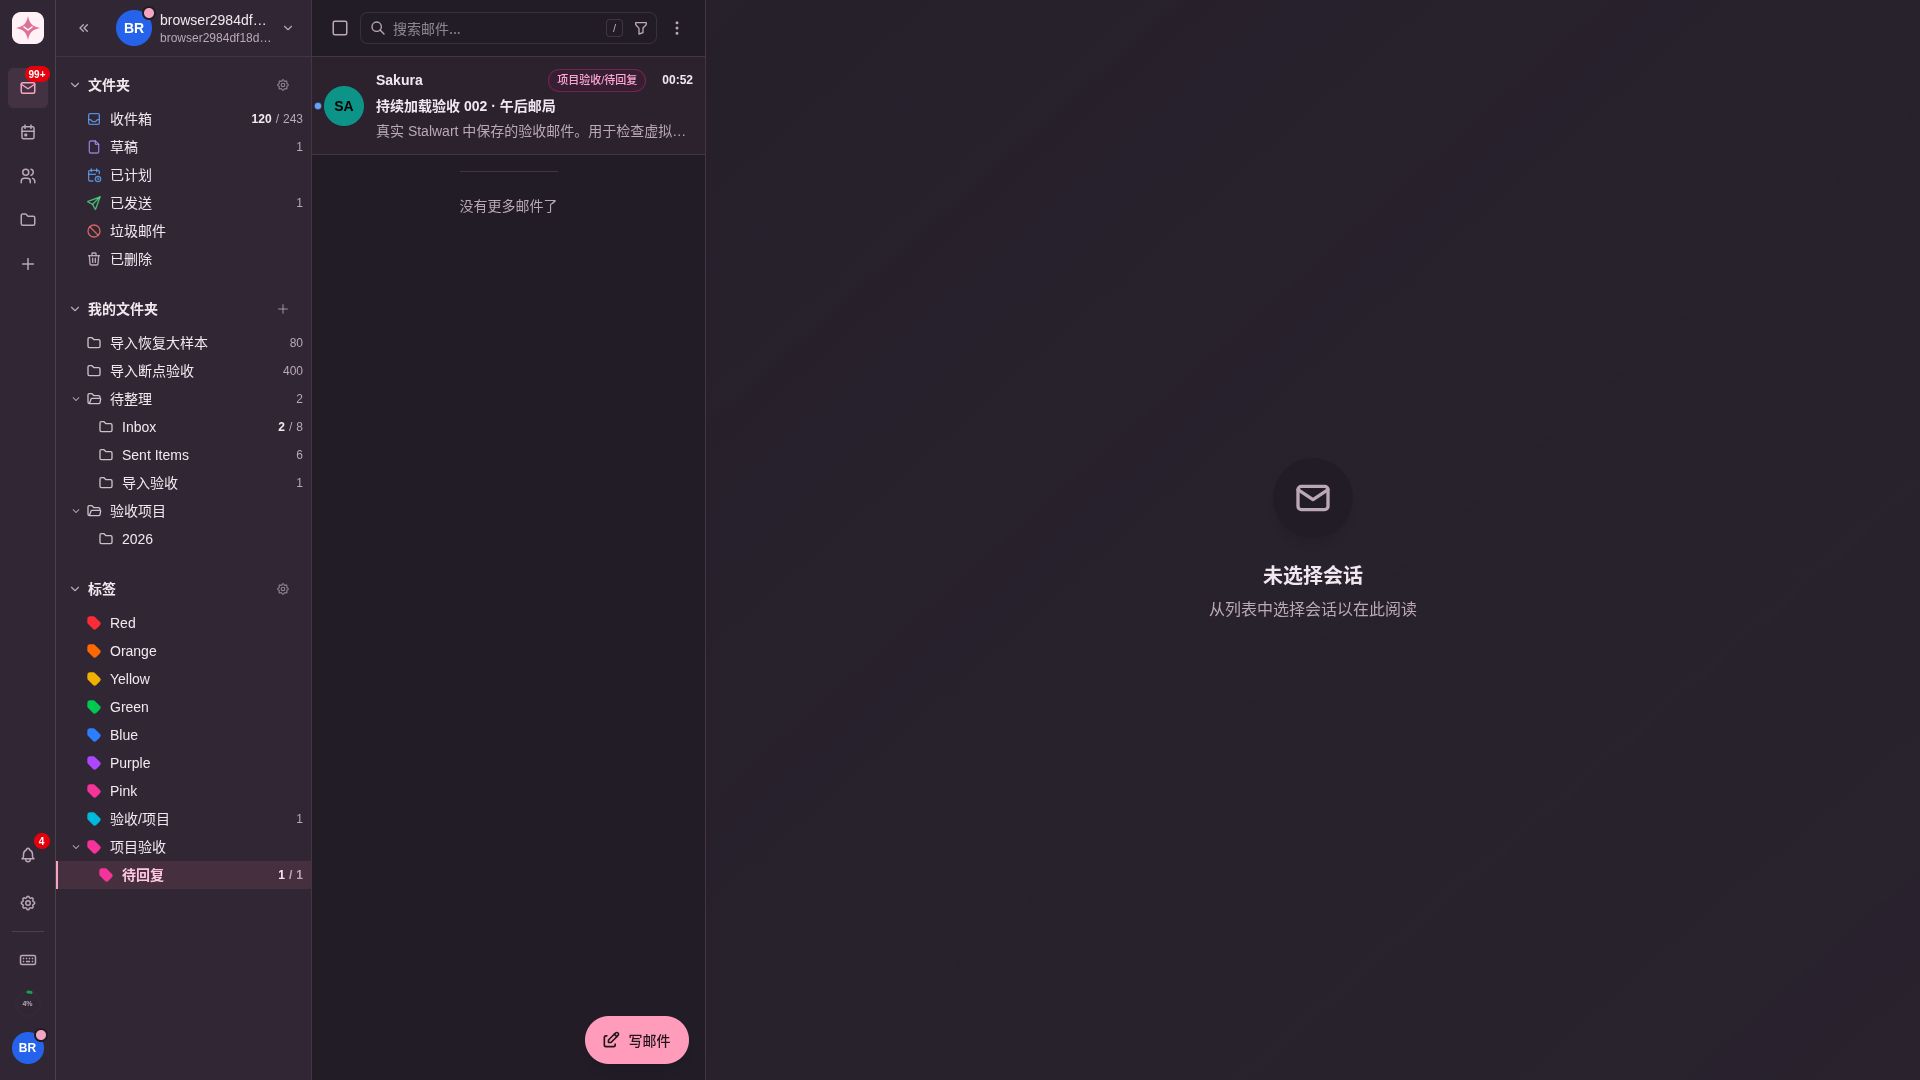 BR
browser2984df...
browser2984df18d...
搜索邮件...
/
99+
文件夹
收件箱 120 / 243
草稿 1
已计划
已发送 1
垃圾邮件
已删除
我的文件夹
导入恢复大样本 80
导入断点验收 400
待整理 2
Inbox 2 / 8
Sent Items 6
导入验收 1
验收项目
2026
标签
Red
Orange
Yellow
Green
Blue
Purple
Pink
验收/项目 1
项目验收
待回复 1 / 1
4
4%
BR
Sakura 项目验收/待回复 00:52
SA
持续加载验收 002 · 午后邮局
真实 Stalwart 中保存的验收邮件。用于检查虚拟...
没有更多邮件了
写邮件
未选择会话
从列表中选择会话以在此阅读